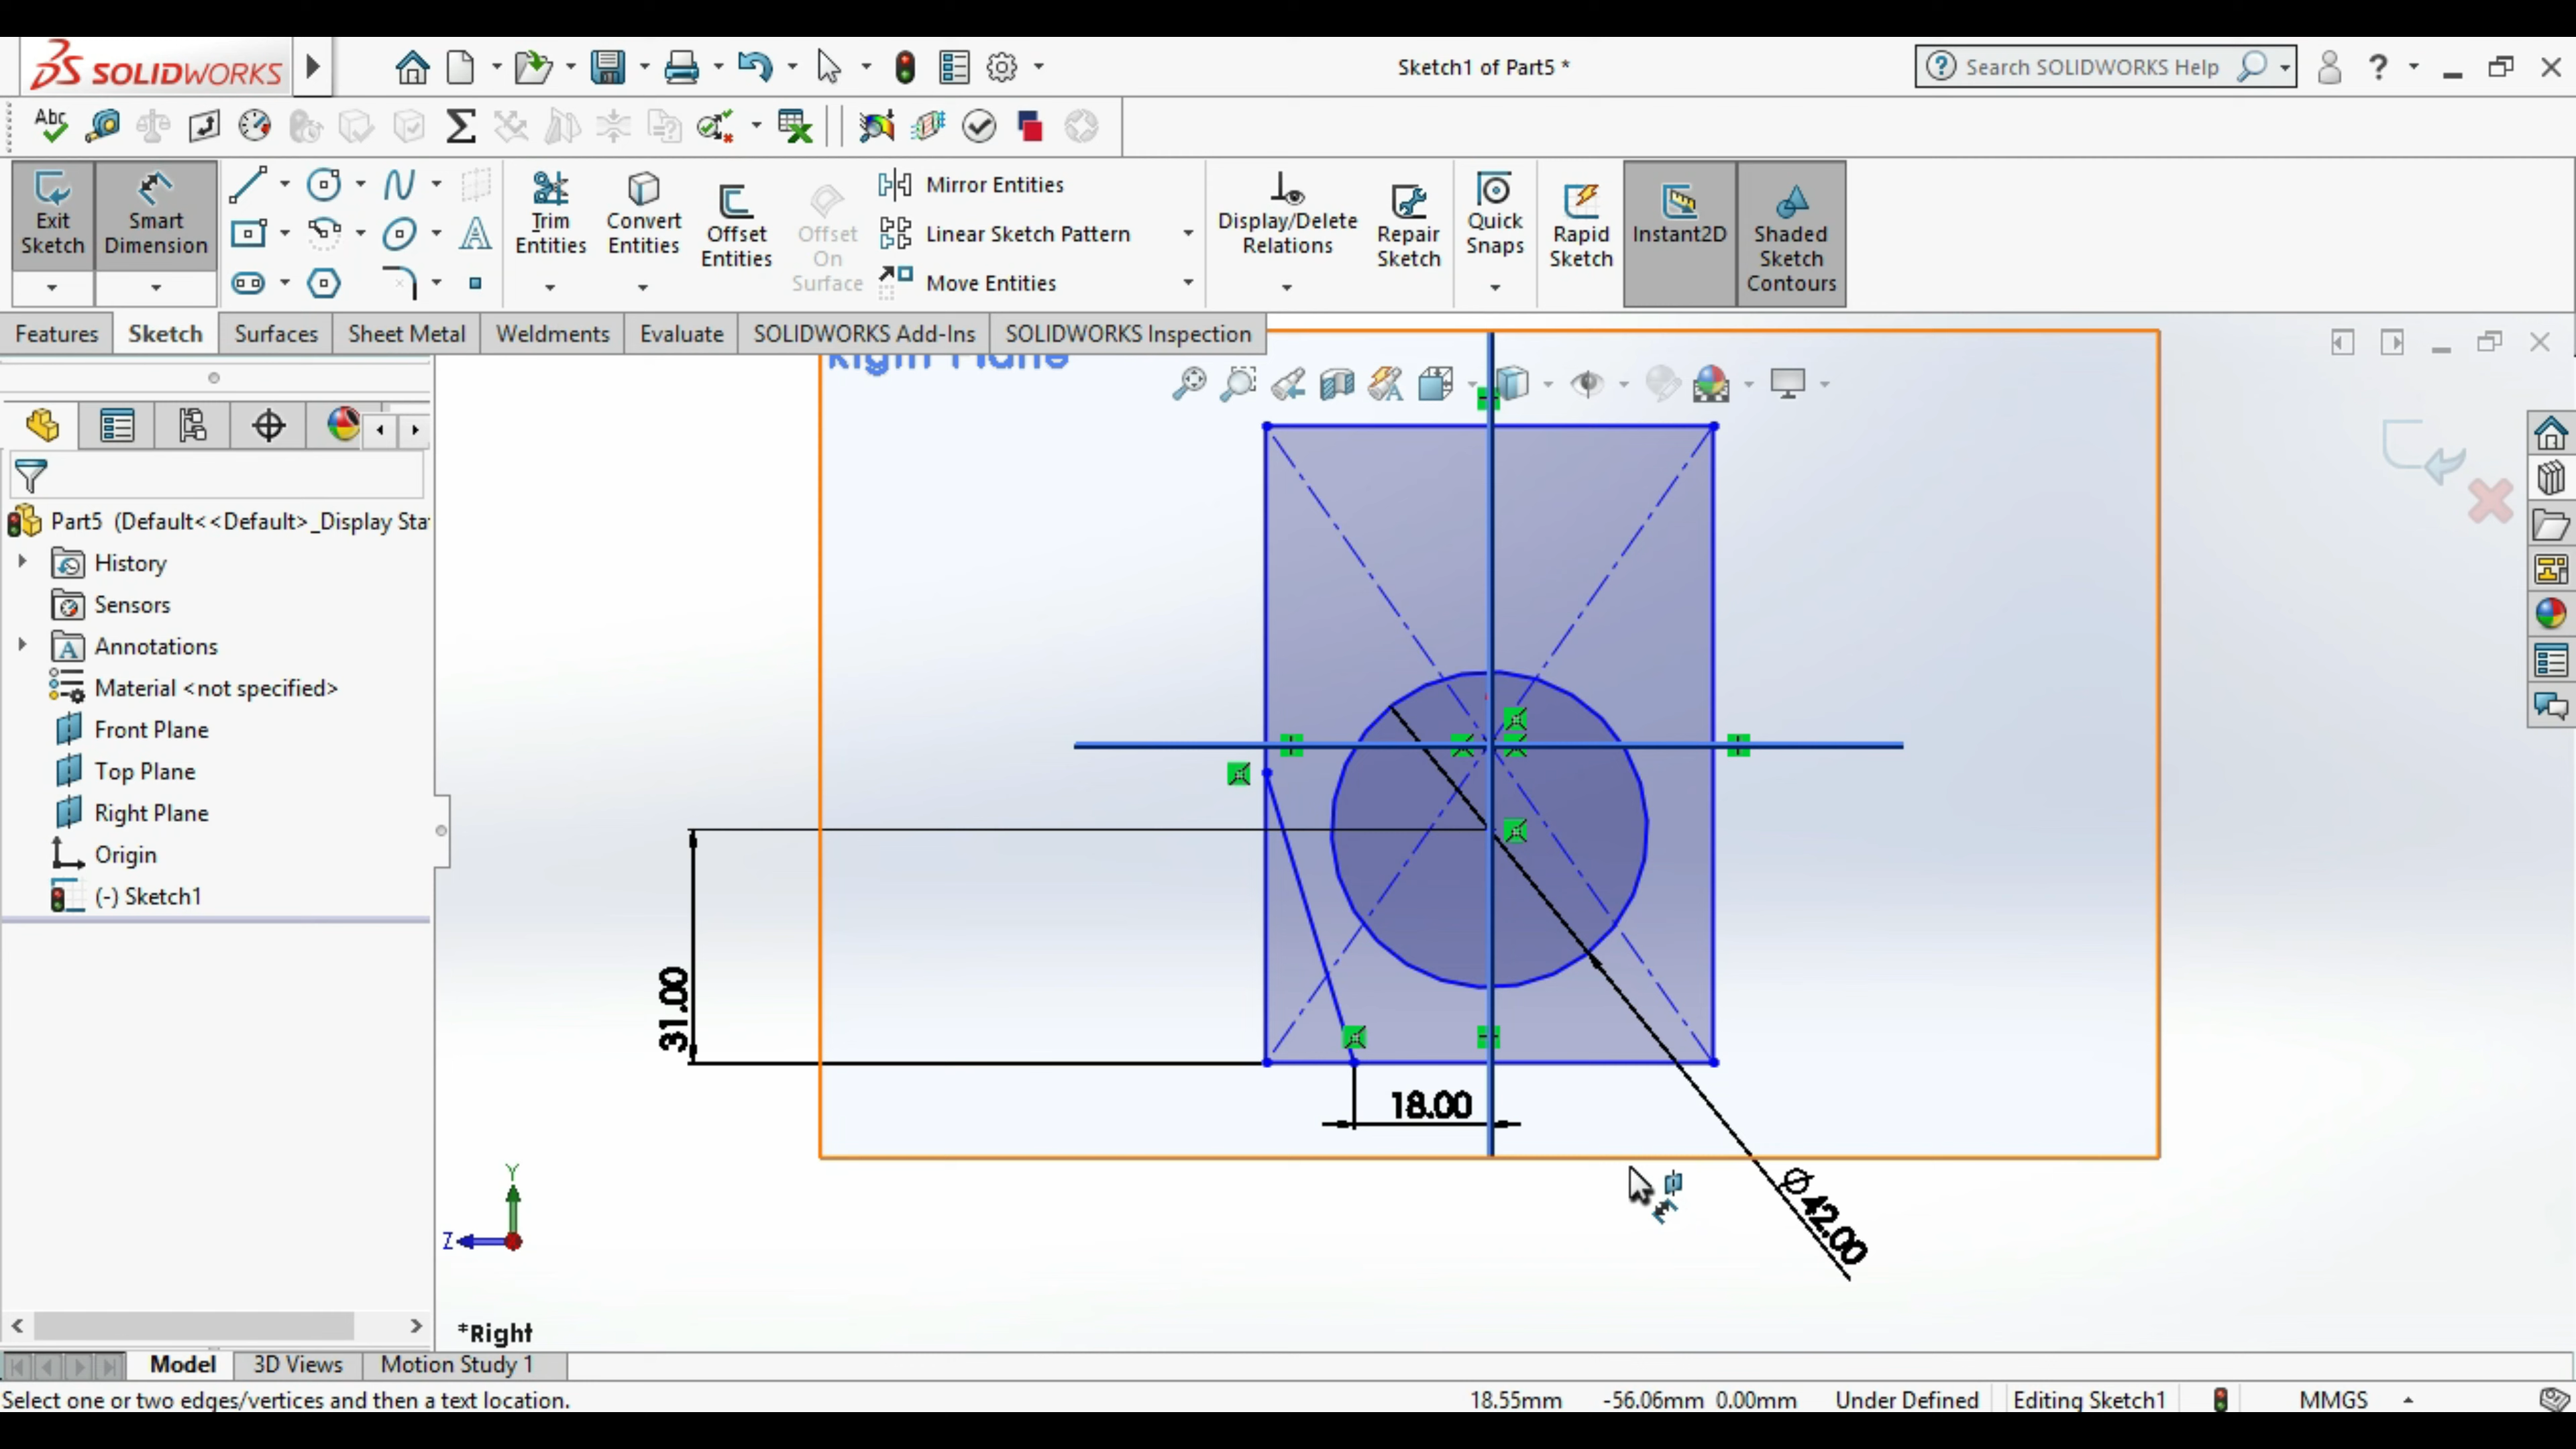 SOLIDWORKS
Sketch1 of Part5 *
Search SOLIDWORKS Help
Abc
Exit Sketch
Smart Dimension
Trim Entities
Convert Entities
Offset Entities
Offset On Surface
Mirror Entities
Linear Sketch Pattern
Move Entities
Display/Delete Relations
Repair Sketch
Quick Snaps
Rapid Sketch
Instant2D
Shaded Sketch Contours
Features
Sketch
Surfaces
Sheet Metal
Weldments
Evaluate
SOLIDWORKS Add-Ins
SOLIDWORKS Inspection
Right Plane
Part5 (Default<<Default>_Display Sta
History
Sensors
Annotations
Material <not specified>
Front Plane
Top Plane
Right Plane
Origin
(-) Sketch1
31.00
18.00
Ø42.00
Y
Z
*Right
Model
3D Views
Motion Study 1
Select one or two edges/vertices and then a text location.
18.55mm
-56.06mm 0.00mm
Under Defined
Editing Sketch1
MMGS